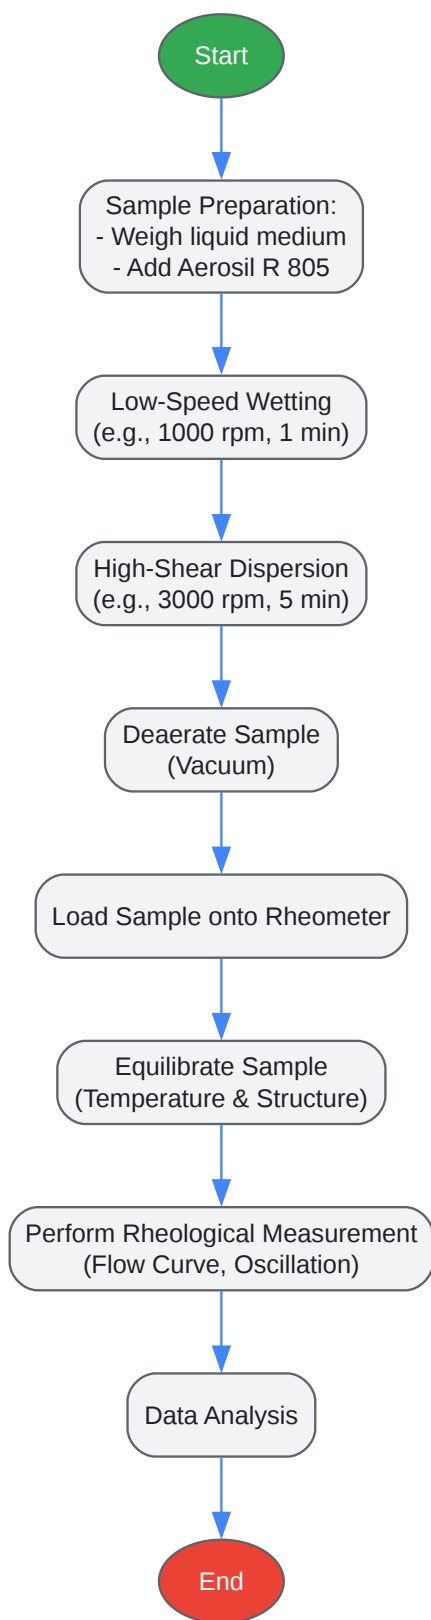 Start
Sample Preparation:
- Weigh liquid medium
- Add Aerosil R 805
Low-Speed Wetting
(e.g., 1000 rpm, 1 min)
High-Shear Dispersion
(e.g., 3000 rpm, 5 min)
Deaerate Sample
(Vacuum)
Load Sample onto Rheometer
Equilibrate Sample
(Temperature & Structure)
Perform Rheological Measurement
(Flow Curve, Oscillation)
Data Analysis
End